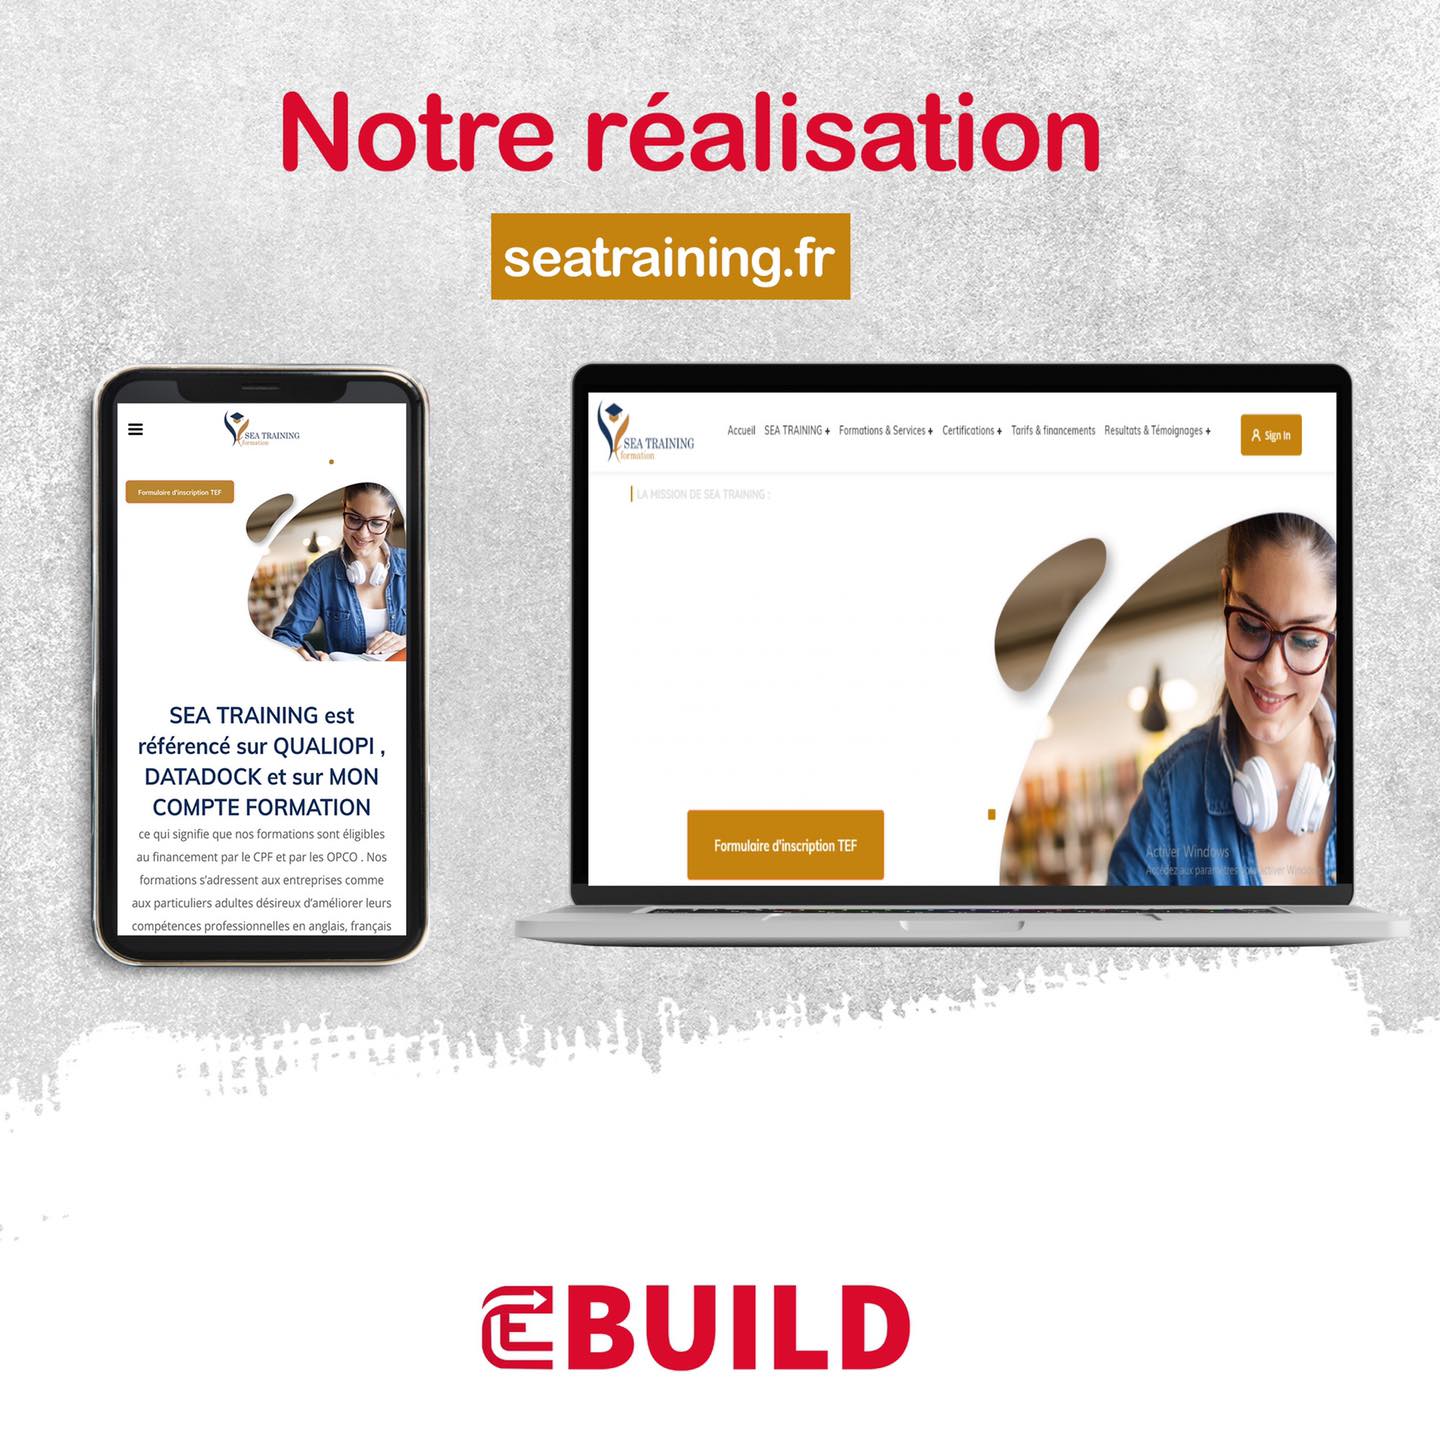 Notre réalisation
seatraining.fr
SEA TRAINING
formation
Formulaire d'inscription TEF
SEA TRAINING est
référencé sur QUALIOPI ,
DATADOCK et sur MON
COMPTE FORMATION
ce qui signifie que nos formations sont éligibles
au financement par le CPF et par les OPCO . Nos
formations s'adressent aux entreprises comme
aux particuliers adultes désireux d'améliorer leurs
compétences professionnelles en anglais, français
SEA TRAINING
formation
Accueil SEA TRAINING + Formations & Services + Certifications + Tarifs & financements Resultats & Témoignages + Sign In
LA MISSION DE SEA TRAINING :
Formulaire d'inscription TEF
Activer Windows
Accédez aux paramètres pour activer Windows
EBUILD